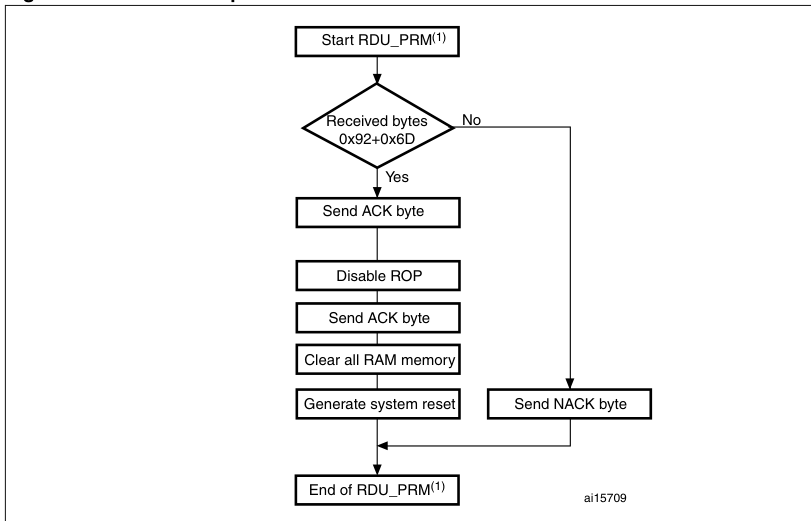 Start RDU_PRM(1)
Received bytes
0x92+0x6D
No
Yes
Send ACK byte
Disable ROP
Send ACK byte
Clear all RAM memory
Generate system reset
Send NACK byte
End of RDU_PRM(1)
ai15709